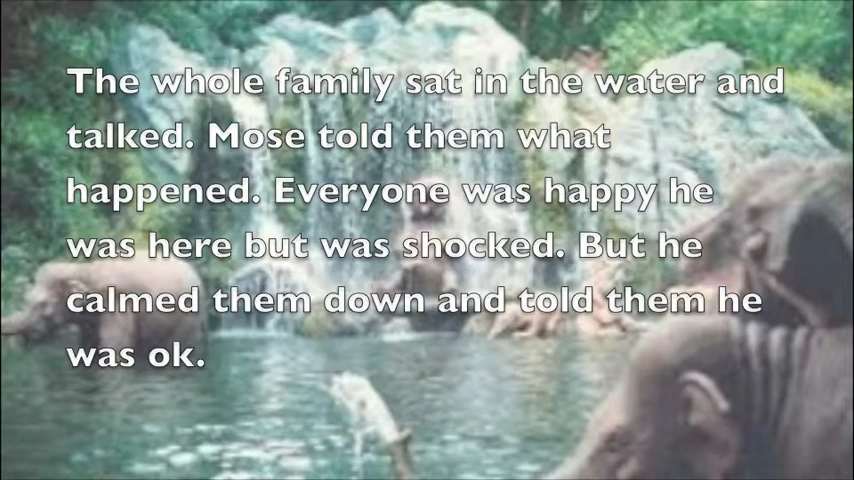 The whole family sat in the water and
talked. Mose told them what
happened. Everyone was happy he
was here but was shocked. But he
calmed them down and told them he
was ok.